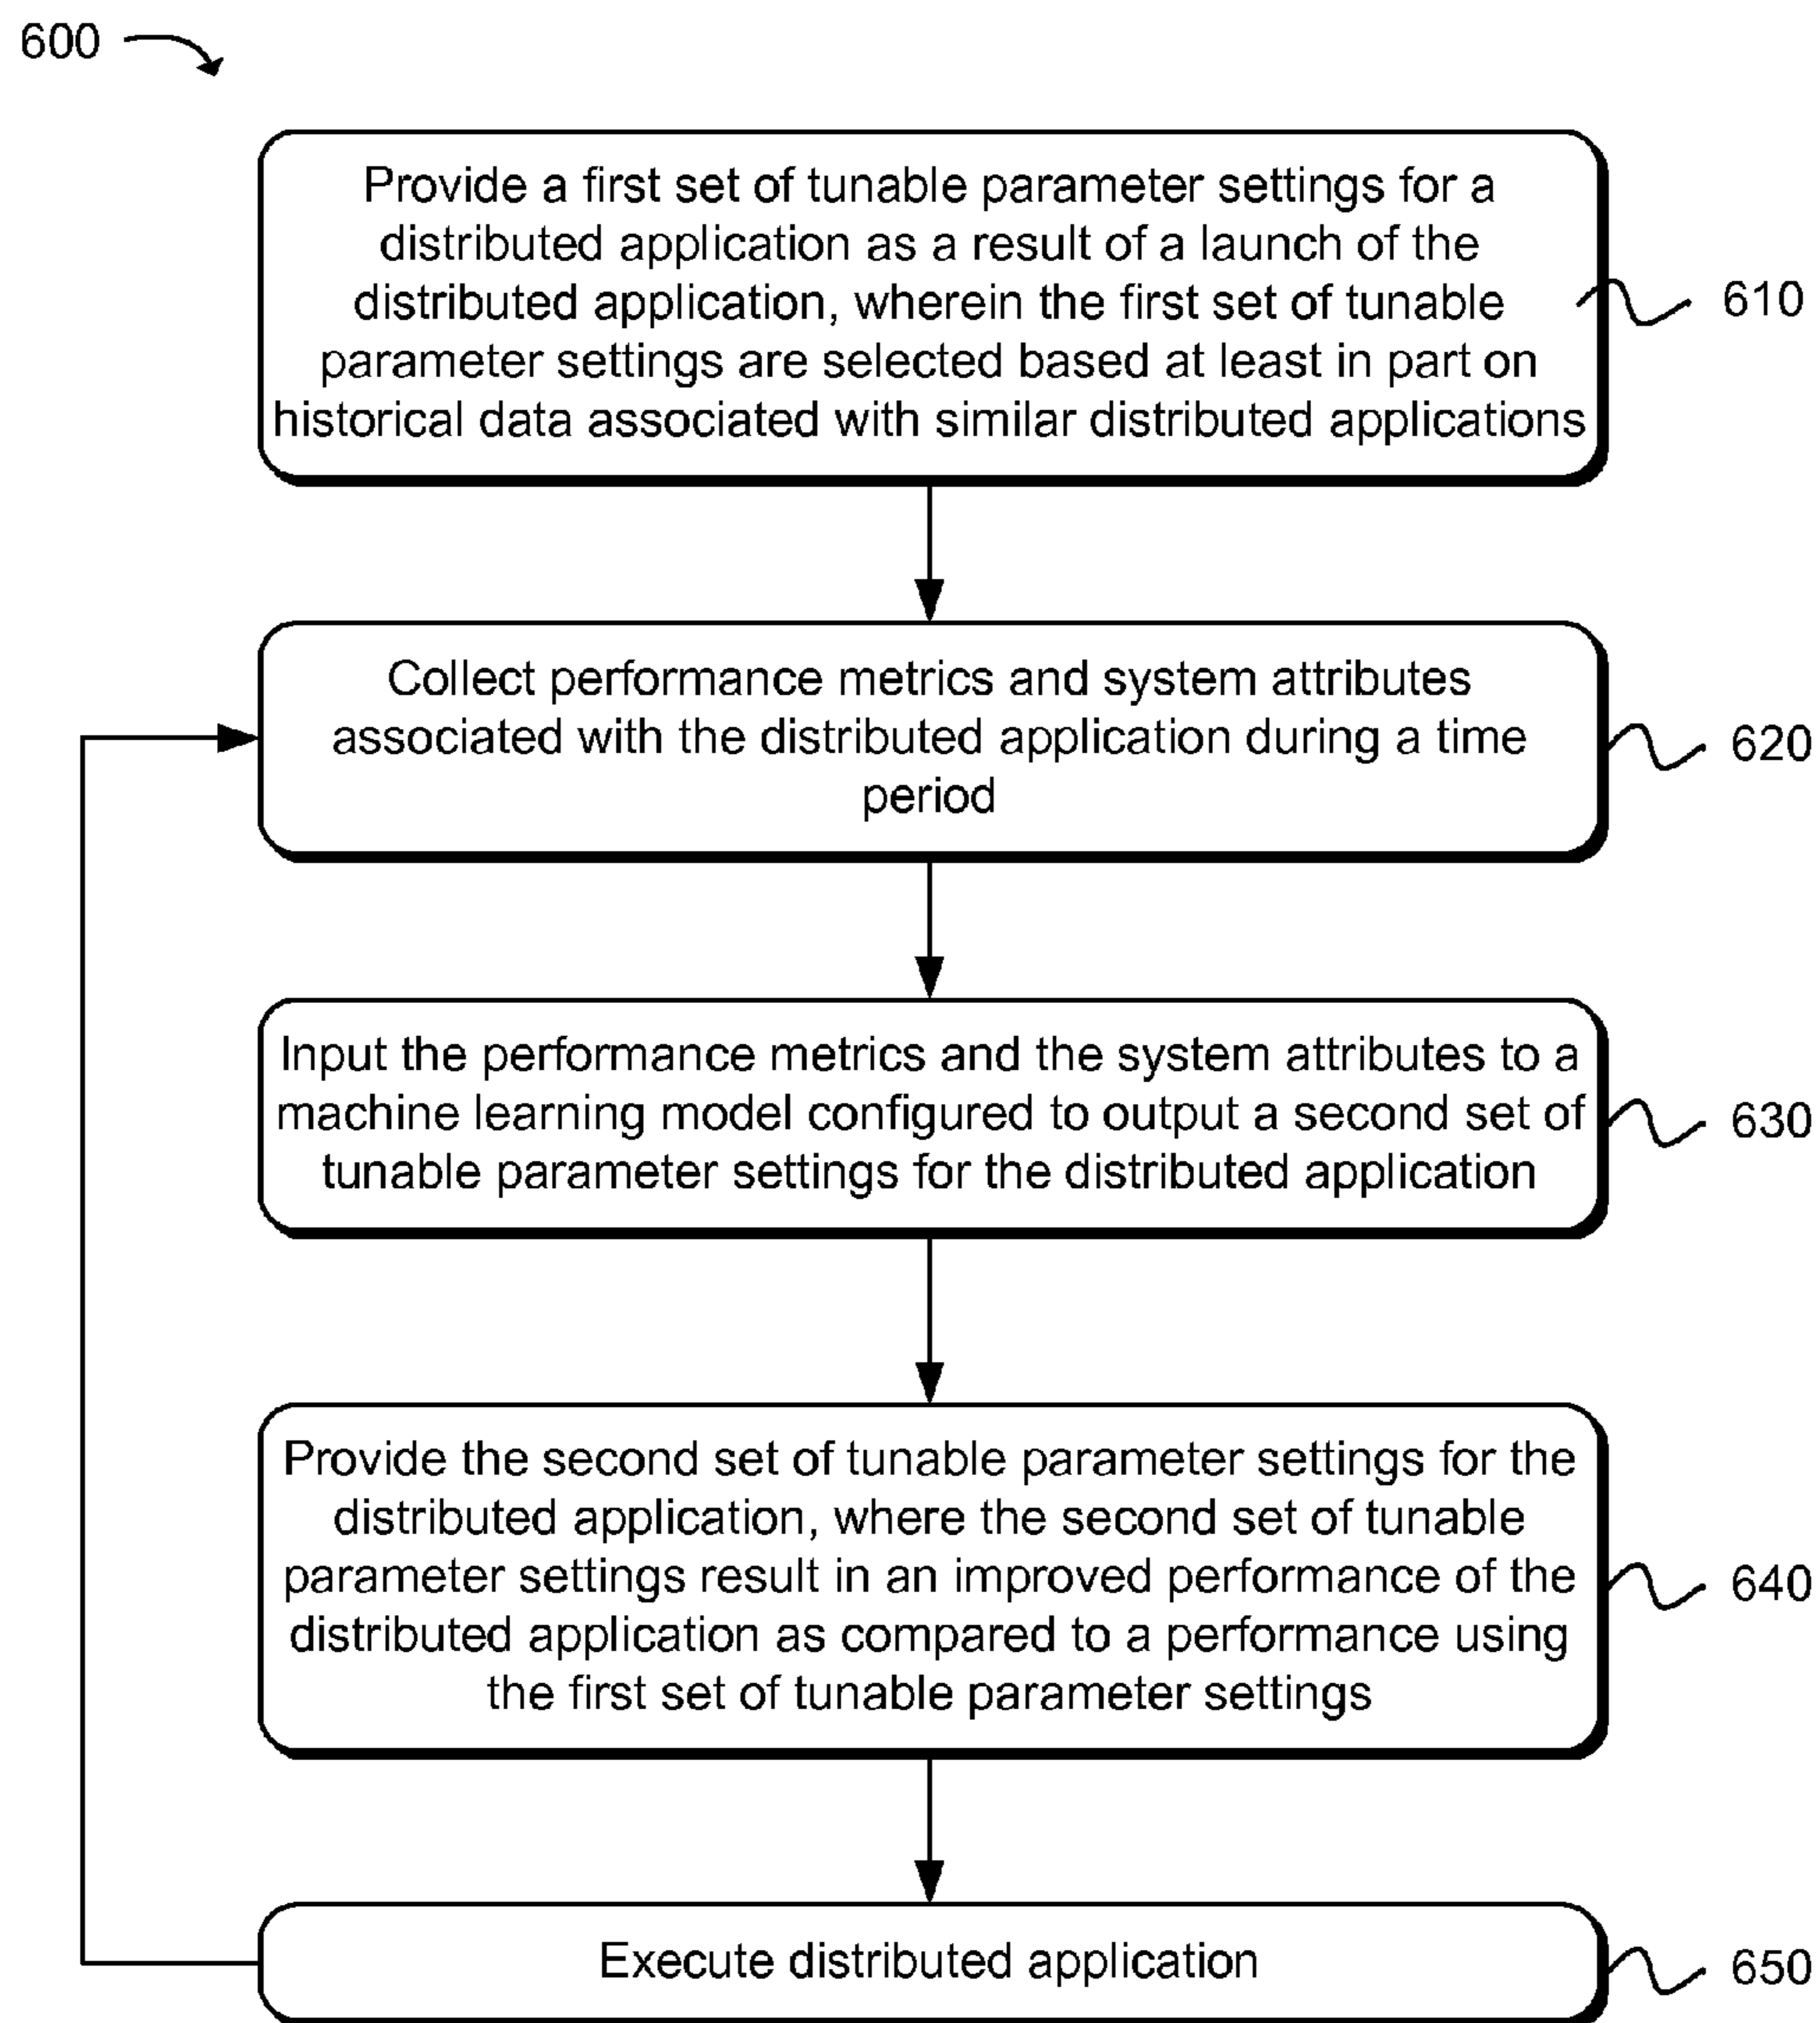 600
Provide a first set of tunable parameter settings for a
distributed application as a result of a launch of the
distributed application, wherein the first set of tunable
parameter settings are selected based at least in part on
historical data associated with similar distributed applications
610
Collect performance metrics and system attributes
associated with the distributed application during a time
period
620
Input the performance metrics and the system attributes to a
machine learning model configured to output a second set of
tunable parameter settings for the distributed application
630
Provide the second set of tunable parameter settings for the
distributed application, where the second set of tunable
parameter settings result in an improved performance of the
distributed application as compared to a performance using
the first set of tunable parameter settings
640
Execute distributed application
650